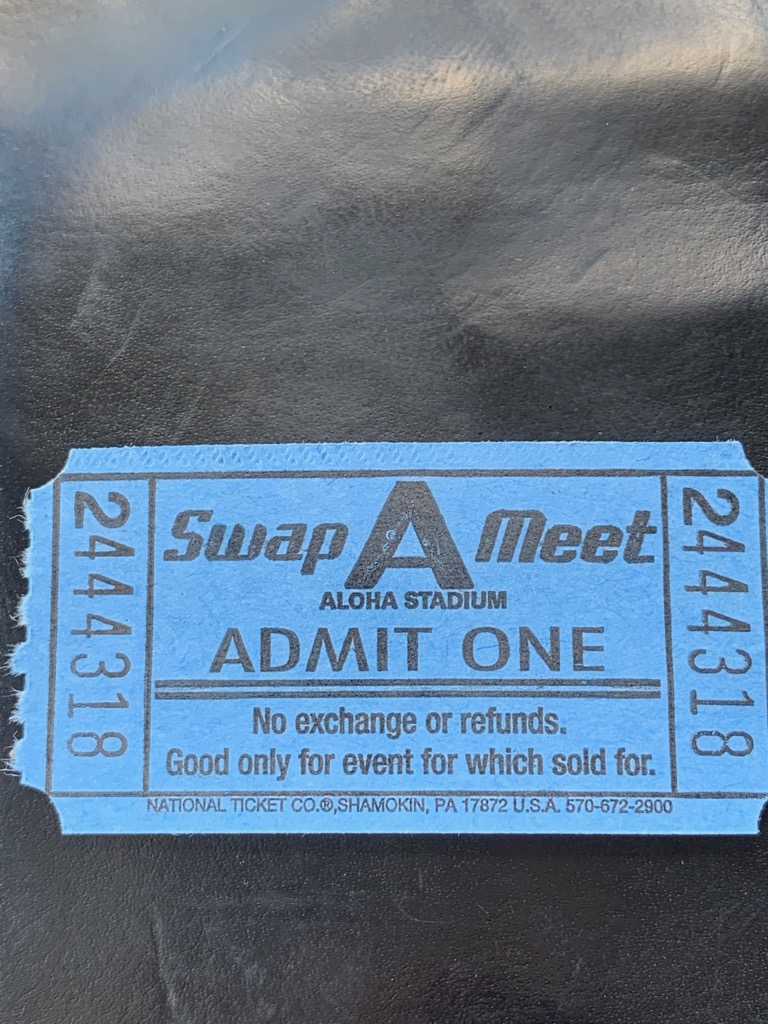 2444318
Swap A Meet
ALOHA STADIUM
ADMIT ONE
No exchange or refunds.
Good only for event for which sold for.
NATIONAL TICKET CO.®,SHAMOKIN, PA 17872 U.S.A. 570-672-2900
2444318